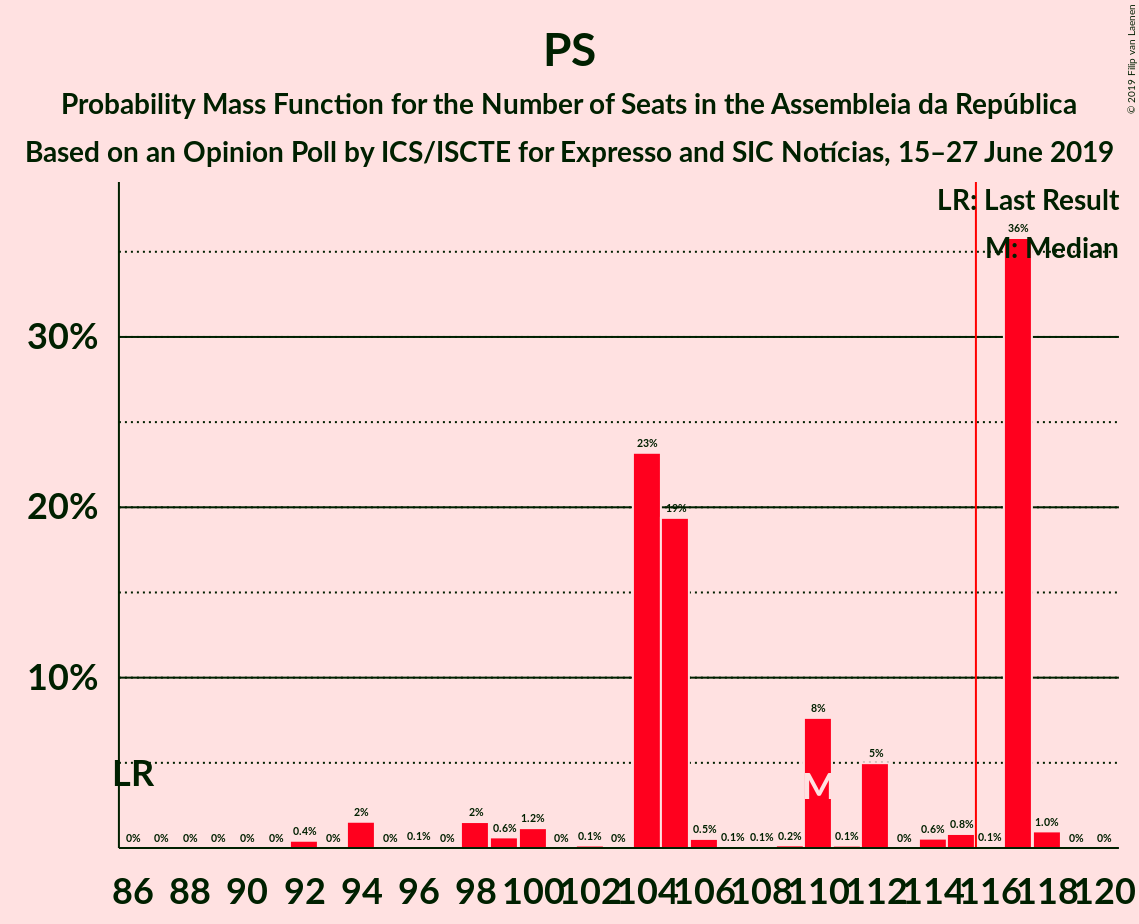 PS
Probability Mass Function for the Number of Seats in the Assembleia da República
Based on an Opinion Poll by ICS/ISCTE for Expresso and SIC Notícias, 15–27 June 2019
© 2019 Filip van Laenen
LR: Last Result
M: Median
30%
20%
10%
LR
M
0% 0% 0% 0% 0% 0% 0.4% 0% 2% 0% 0.1% 0% 2% 0.6% 1.2% 0% 0.1% 0% 23% 19% 0.5% 0.1% 0.1% 0.2% 8% 0.1% 5% 0% 0.6% 0.8% 0.1% 36% 1.0% 0% 0%
86 88 90 92 94 96 98 100 102 104 106 108 110 112 114 116 118 120